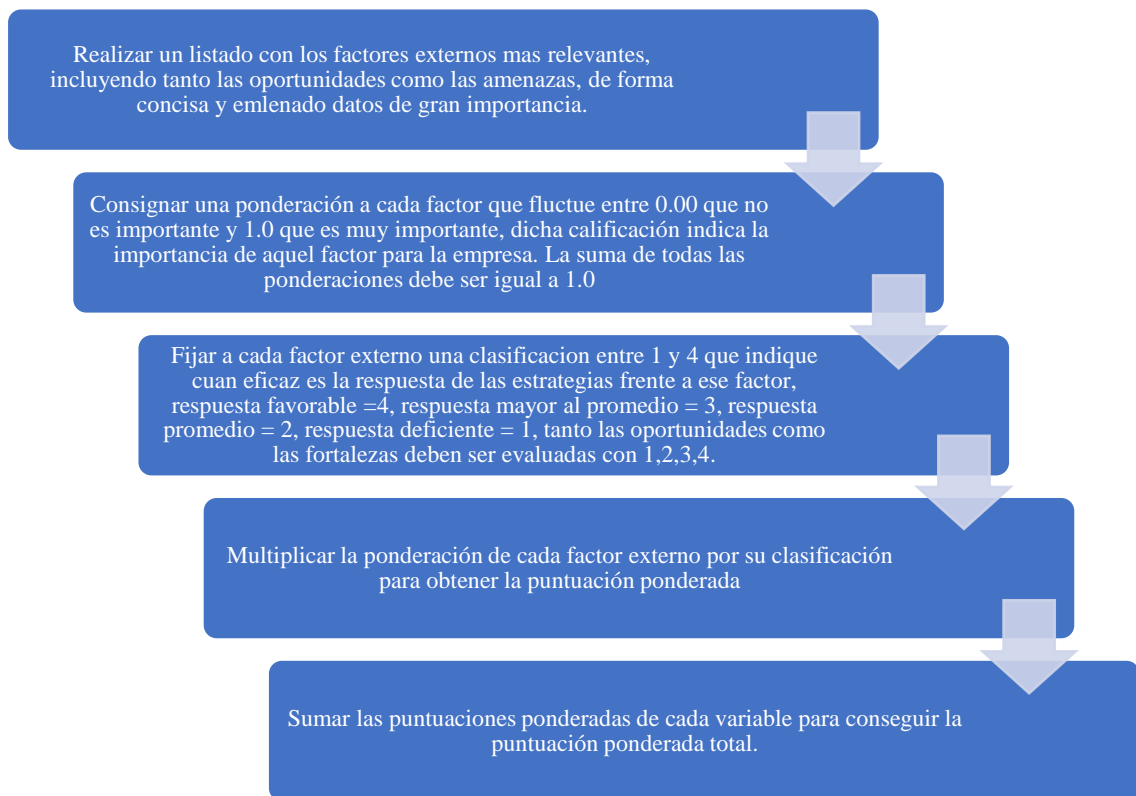 Realizar un listado con los factores externos mas relevantes,
incluyendo tanto las oportunidades como las amenazas, de forma
concisa y emlenado datos de gran importancia.
Consignar una ponderación a cada factor que fluctue entre 0.00 que no
es importante y 1.0 que es muy importante, dicha calificación indica la
importancia de aquel factor para la empresa. La suma de todas las
ponderaciones debe ser igual a 1.0
Fijar a cada factor externo una clasificacion entre 1 y 4 que indique
cuan eficaz es la respuesta de las estrategias frente a ese factor,
respuesta favorable =4, respuesta mayor al promedio = 3, respuesta
promedio = 2, respuesta deficiente = 1, tanto las oportunidades como
las fortalezas deben ser evaluadas con 1,2,3,4.
Multiplicar la ponderación de cada factor externo por su clasificación
para obtener la puntuación ponderada
Sumar las puntuaciones ponderadas de cada variable para conseguir la
puntuación ponderada total.